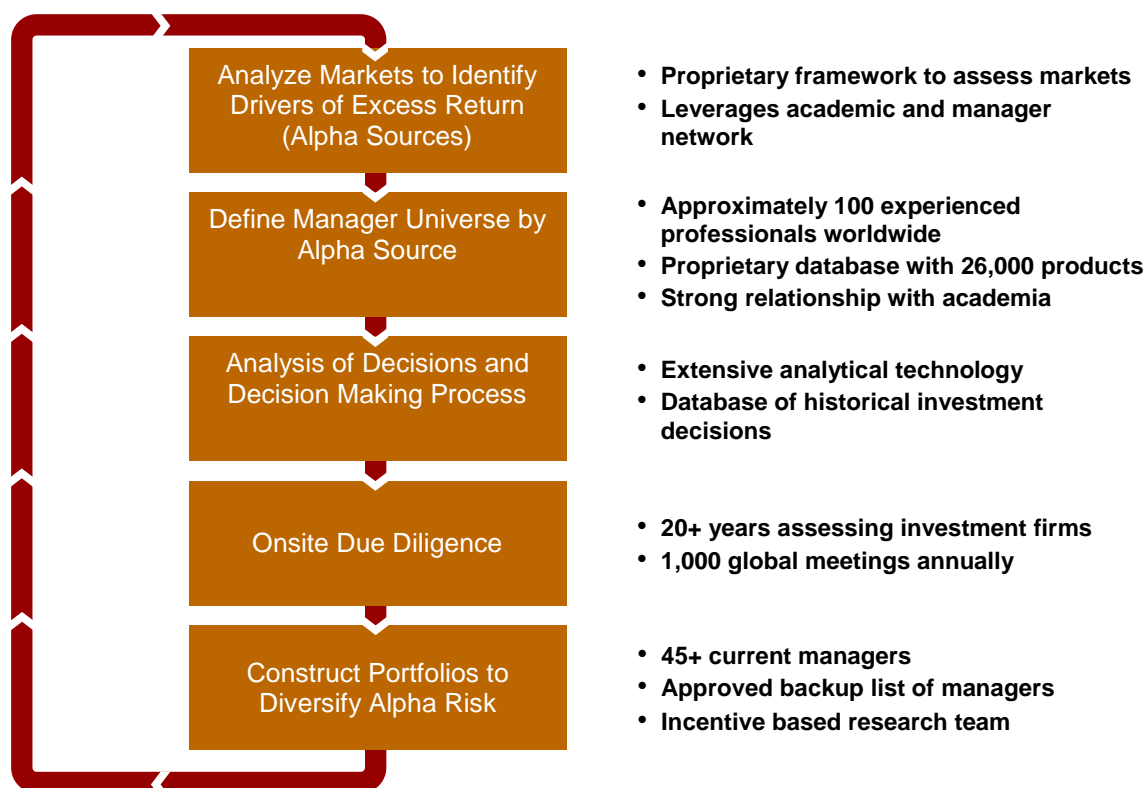 Analyze Markets to Identify
Drivers of Excess Return
(Alpha Sources)
• Proprietary framework to assess markets
• Leverages academic and manager
network
Define Manager Universe by
Alpha Source
• Approximately 100 experienced
professionals worldwide
• Proprietary database with 26,000 products
• Strong relationship with academia
Analysis of Decisions and
Decision Making Process
• Extensive analytical technology
• Database of historical investment
decisions
Onsite Due Diligence
• 20+ years assessing investment firms
• 1,000 global meetings annually
Construct Portfolios to
Diversify Alpha Risk
• 45+ current managers
• Approved backup list of managers
• Incentive based research team